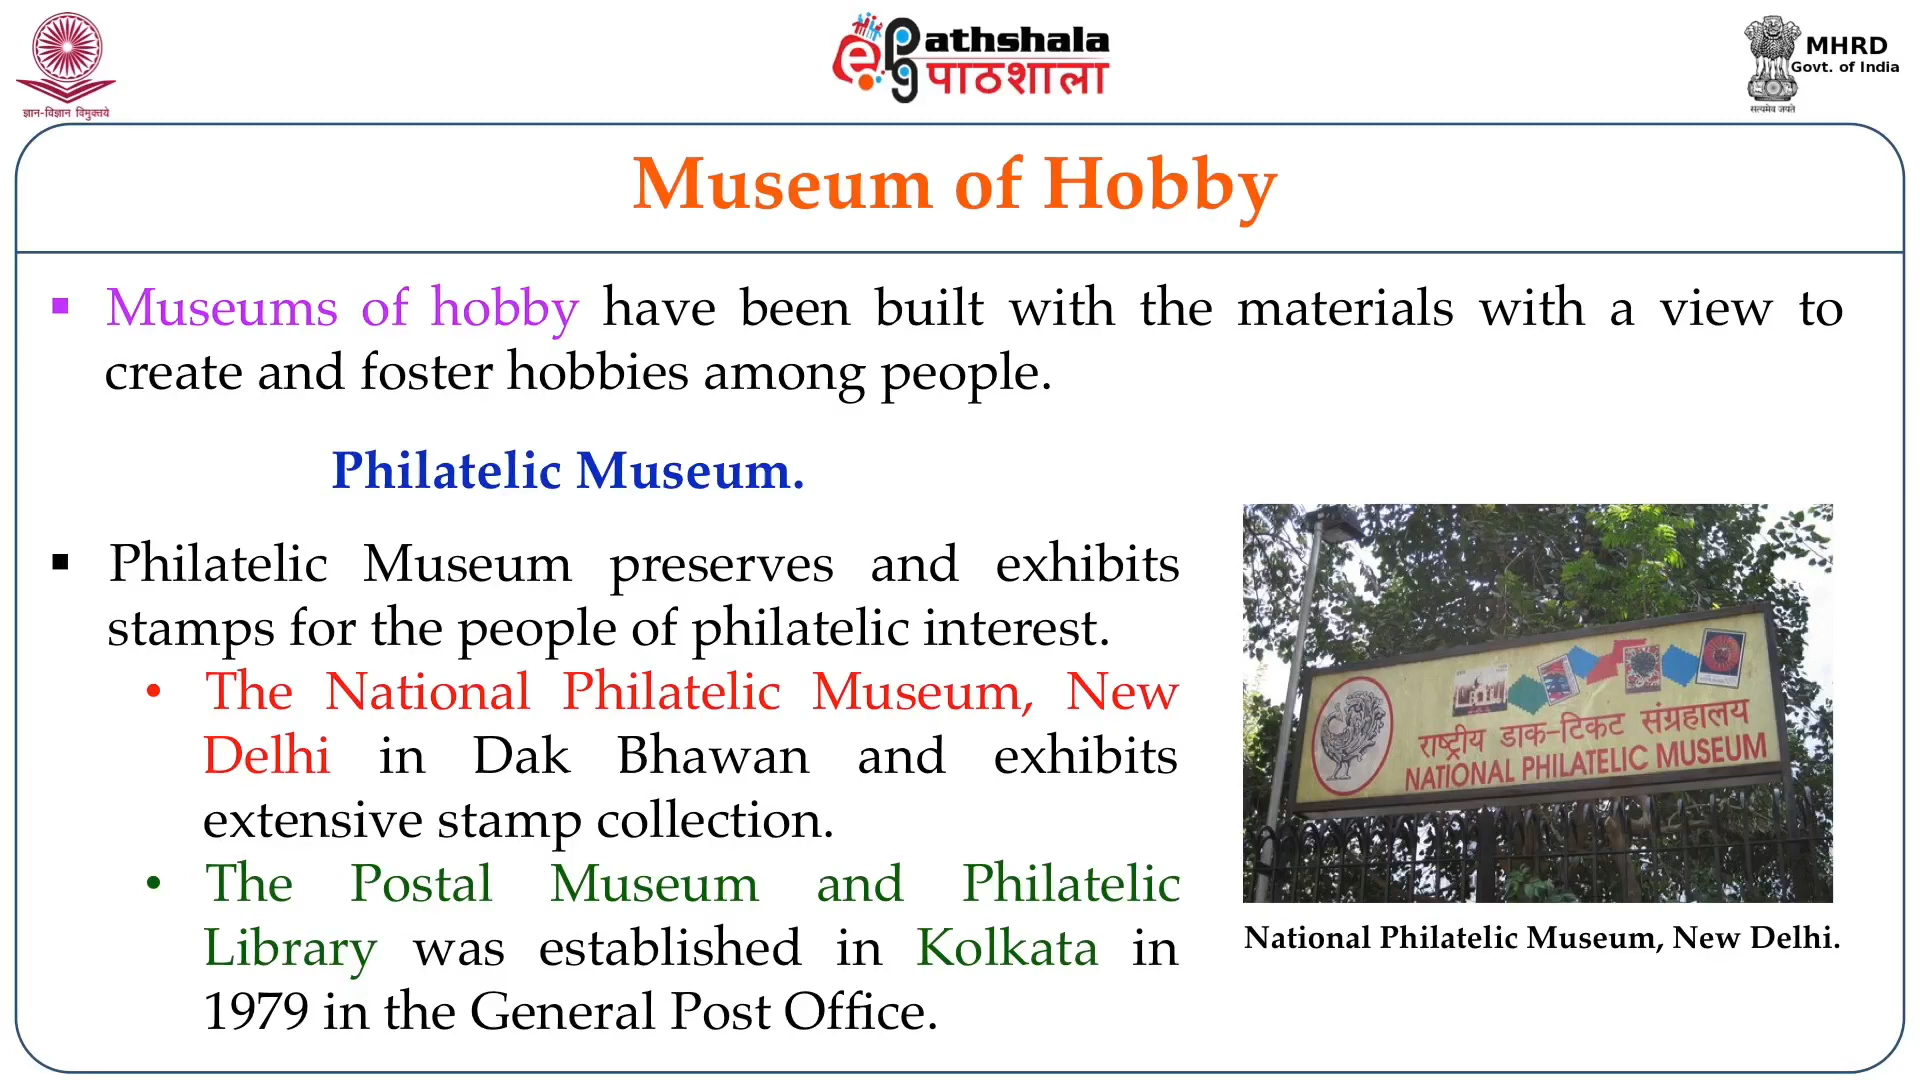 ज्ञान-विज्ञान विमुक्तये
ePg
athshala
पाठशाला
MHRD
Govt. of India
सत्यमेव जयते
Museum of Hobby
▪ Museums of hobby have been built with the materials with a view to
create and foster hobbies among people.
Philatelic Museum.
▪ Philatelic Museum preserves and exhibits
stamps for the people of philatelic interest.
• The National Philatelic Museum, New
Delhi in Dak Bhawan and exhibits
extensive stamp collection.
• The Postal Museum and Philatelic
Library was established in Kolkata in
1979 in the General Post Office.
राष्ट्रीय डाक-टिकट संग्रहालय
NATIONAL PHILATELIC MUSEUM
National Philatelic Museum, New Delhi.